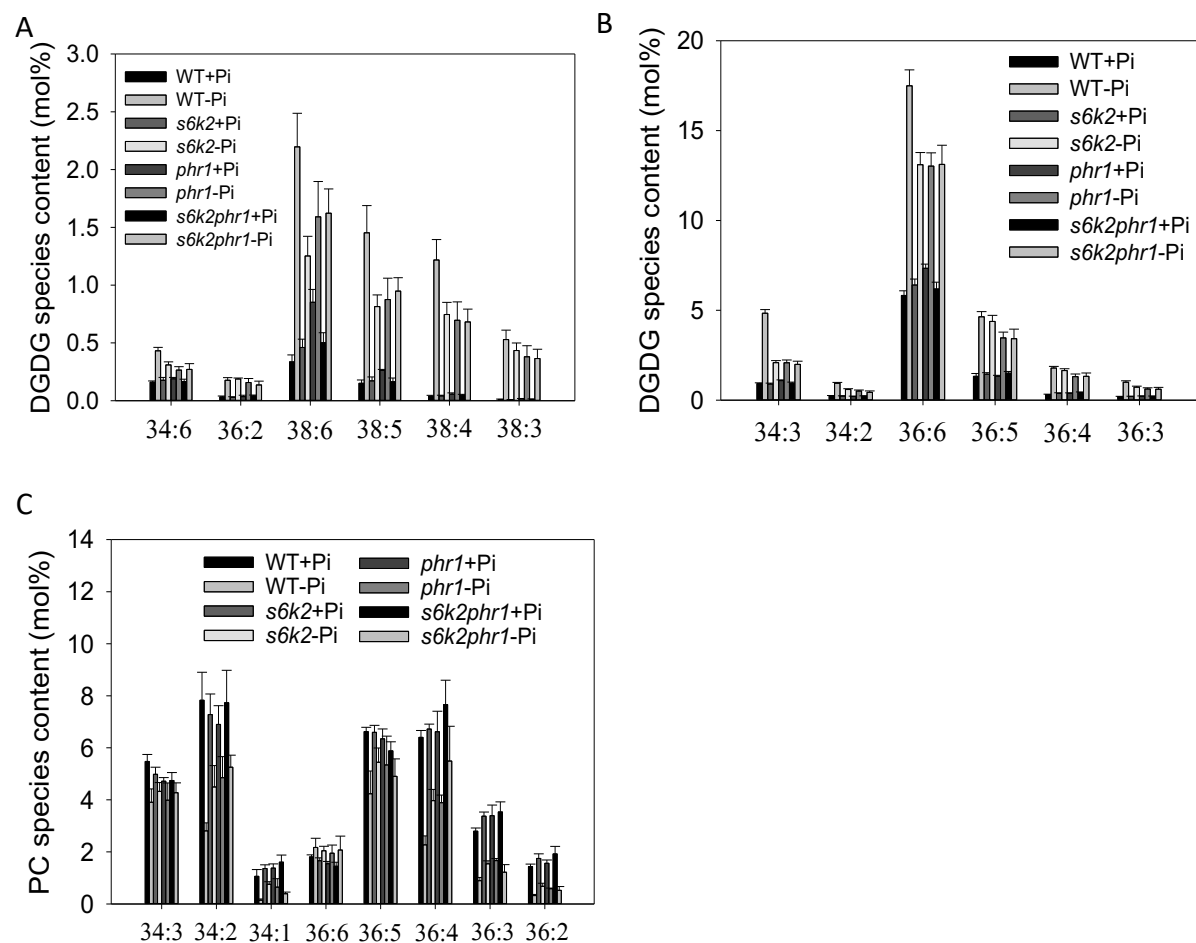 A
DGDG species content (mol%)
3.0
2.5
2.0
1.5
1.0
0.5
0.0
WT+Pi
WT-Pi
s6k2+Pi
s6k2-Pi
phr1+Pi
phr1-Pi
s6k2phr1+Pi
s6k2phr1-Pi
34:6 36:2 38:6 38:5 38:4 38:3
B
DGDG species content (mol%)
20
15
10
5
0
WT+Pi
WT-Pi
s6k2+Pi
s6k2-Pi
phr1+Pi
phr1-Pi
s6k2phr1+Pi
s6k2phr1-Pi
34:3 34:2 36:6 36:5 36:4 36:3
C
PC species content (mol%)
14
12
10
8
6
4
2
0
WT+Pi
WT-Pi
s6k2+Pi
s6k2-Pi
phr1+Pi
phr1-Pi
s6k2phr1+Pi
s6k2phr1-Pi
34:3 34:2 34:1 36:6 36:5 36:4 36:3 36:2